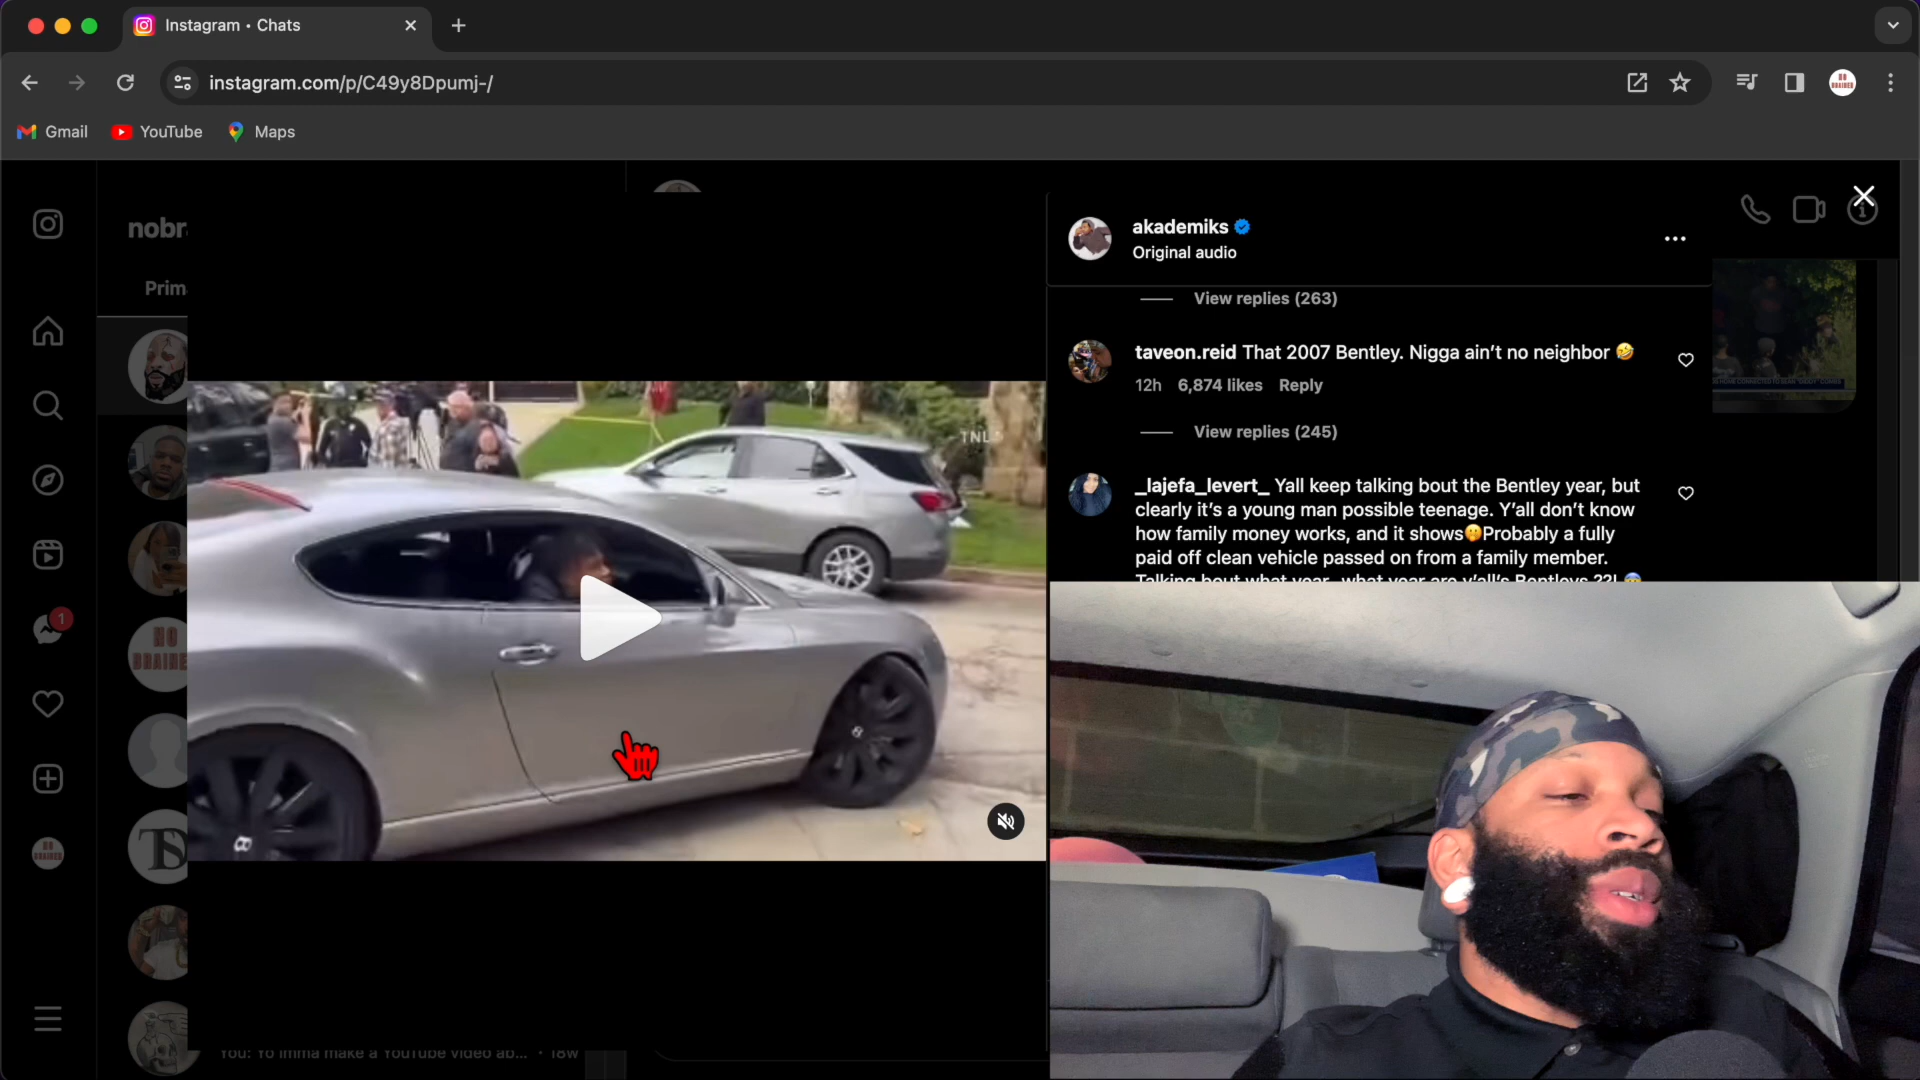 Instagram • Chats
instagram.com/p/C49y8Dpumj-/
Gmail
YouTube
Maps
nobr
Prim
akademiks
Original audio
View replies (263)
taveon.reid That 2007 Bentley. Nigga ain't no neighbor 🤣
12h 6,874 likes Reply
View replies (245)
_lajefa_levert_ Yall keep talking bout the Bentley year, but
clearly it's a young man possible teenage. Y'all don't know
how family money works, and it shows🤭Probably a fully
paid off clean vehicle passed on from a family member.
Talking bout what year, what year are y'all's Bentleys ??!
1
NO
BRAINER
You: Yo imma make a YouTube video ab... • 18w